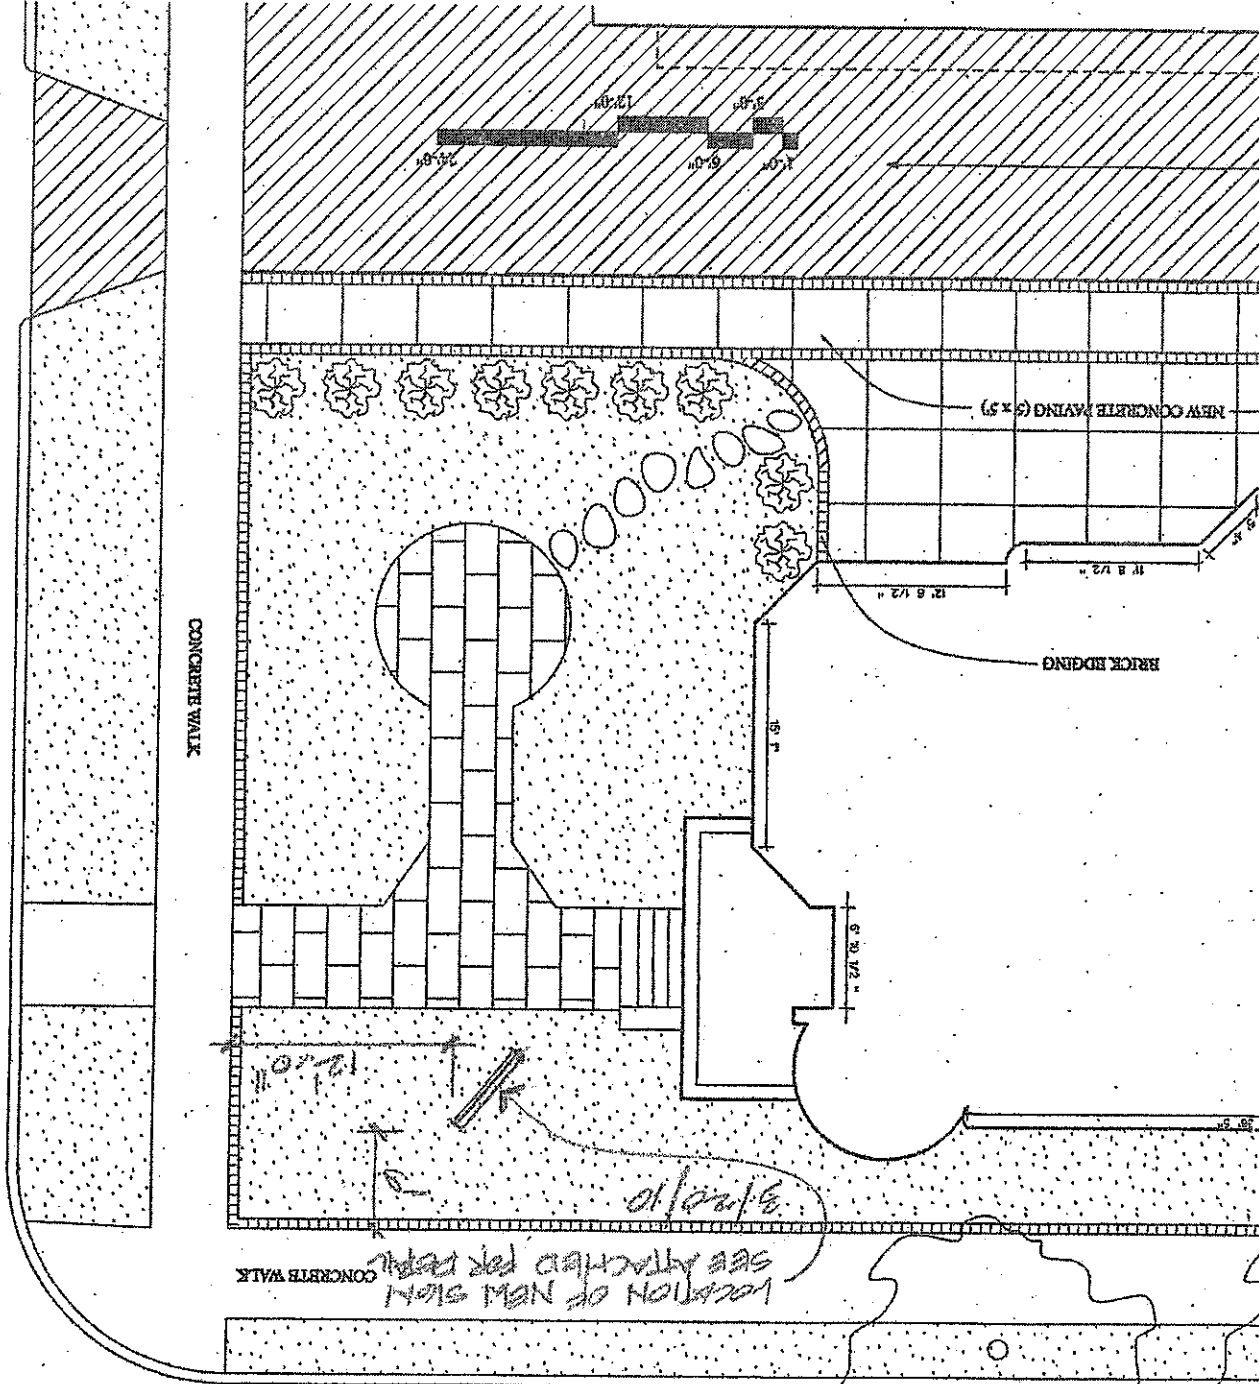 24'-0"
12'-0"
6'-0"
3'-0"
1'-0"
NEW CONCRETE PAVING (5 x 5')
12' 8 1/2 "
11' 8 1/2 "
BRICK EDGING
CONCRETE WALK
15' 1"
6' 10 1/2 "
12'-0"
3/20/10
LOCATION OF NEW SIGN
SEE ATTACHED FOR DETAIL
CONCRETE WALK